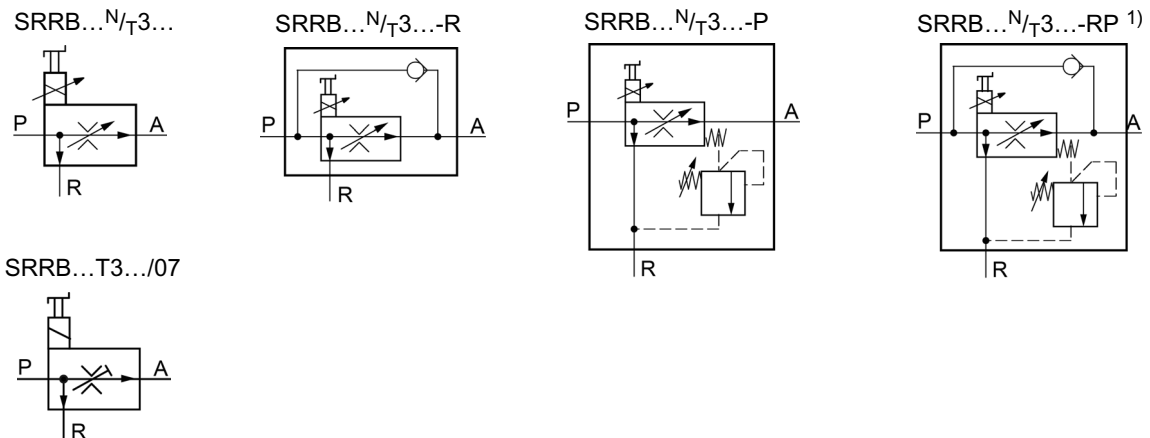 SRRB...N/T3...
SRRB...N/T3...-R
SRRB...N/T3...-P
SRRB...N/T3...-RP 1)
P
A
R
P
A
R
P
A
R
P
A
R
SRRB...T3.../07
P
A
R